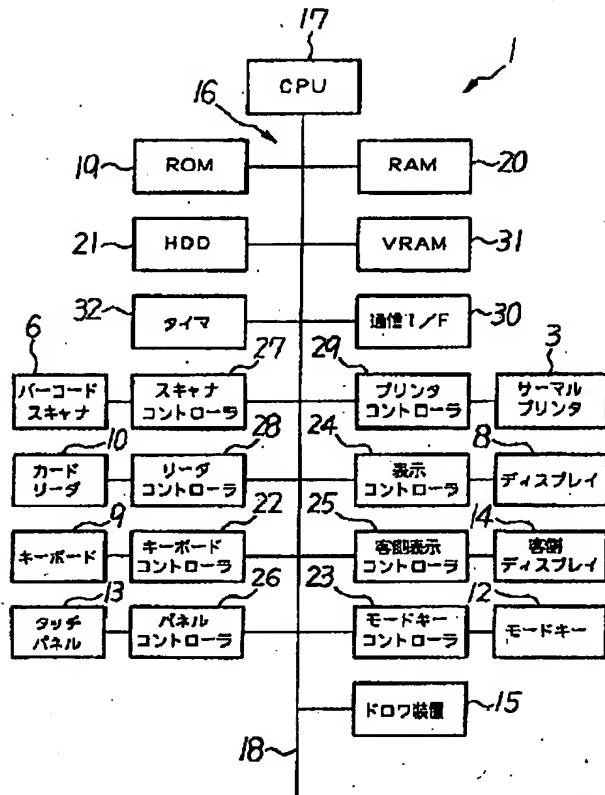 17
1
CPU
16
19
ROM
RAM
20
21
HDD
VRAM
31
32
タイマ
通信I/F
30
6
27
29
3
バーコード
スキャナ
スキャナ
コントローラ
プリンタ
コントローラ
サーマル
プリンタ
10
28
24
8
カード
リーダ
リーダ
コントローラ
表示
コントローラ
ディスプレイ
9
22
25
14
キーボード
キーボード
コントローラ
客側表示
コントローラ
客側
ディスプレイ
13
26
23
12
タッチ
パネル
パネル
コントローラ
モードキー
コントローラ
モードキー
ドロワ装置
15
18